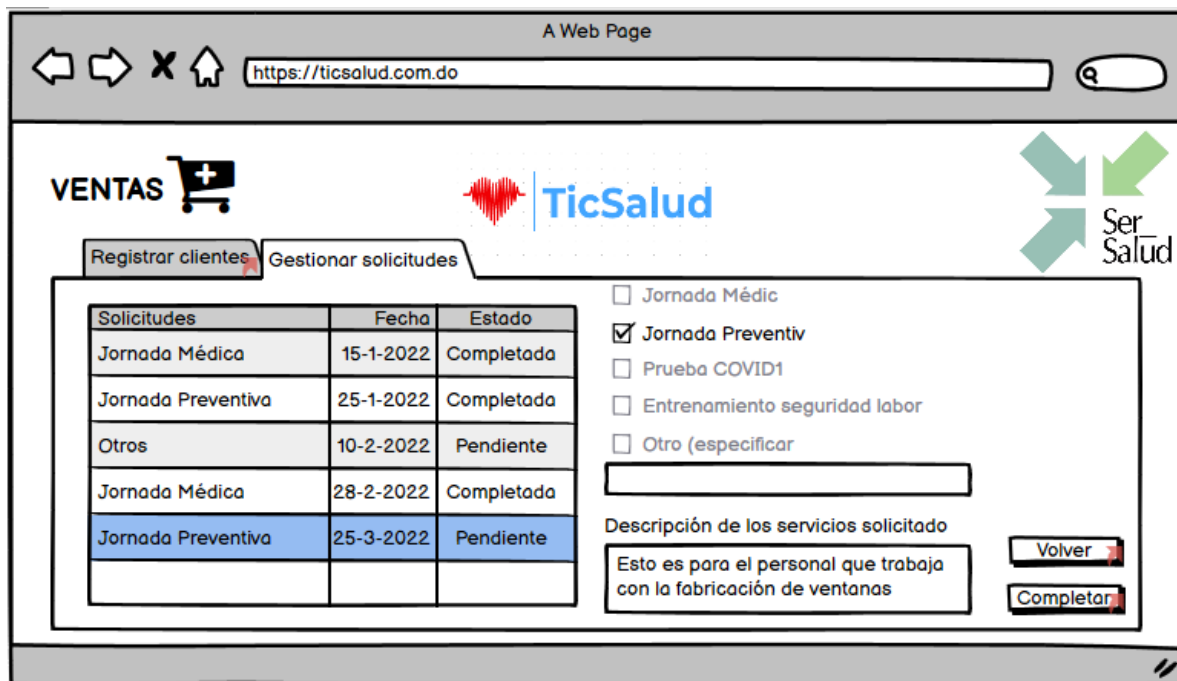 A Web Page
https://ticsalud.com.do
VENTAS
TicSalud
Ser_
Salud
Registrar clientes
Gestionar solicitudes
Solicitudes Fecha Estado
Jornada Médica 15-1-2022 Completada
Jornada Preventiva 25-1-2022 Completada
Otros 10-2-2022 Pendiente
Jornada Médica 28-2-2022 Completada
Jornada Preventiva 25-3-2022 Pendiente
Jornada Médic
Jornada Preventiv
Prueba COVID1
Entrenamiento seguridad labor
Otro (especificar
Descripción de los servicios solicitado
Esto es para el personal que trabaja
con la fabricación de ventanas
Volver
Completar